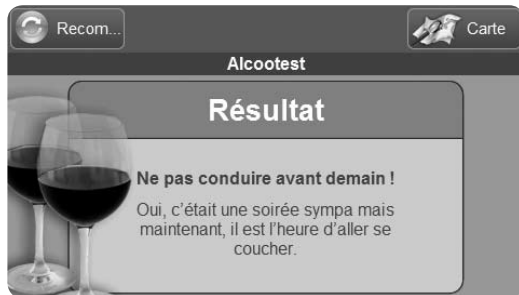 Recom...
Carte
Alcootest
Résultat
Ne pas conduire avant demain !
Oui, c'était une soirée sympa mais
maintenant, il est l'heure d'aller se
coucher.